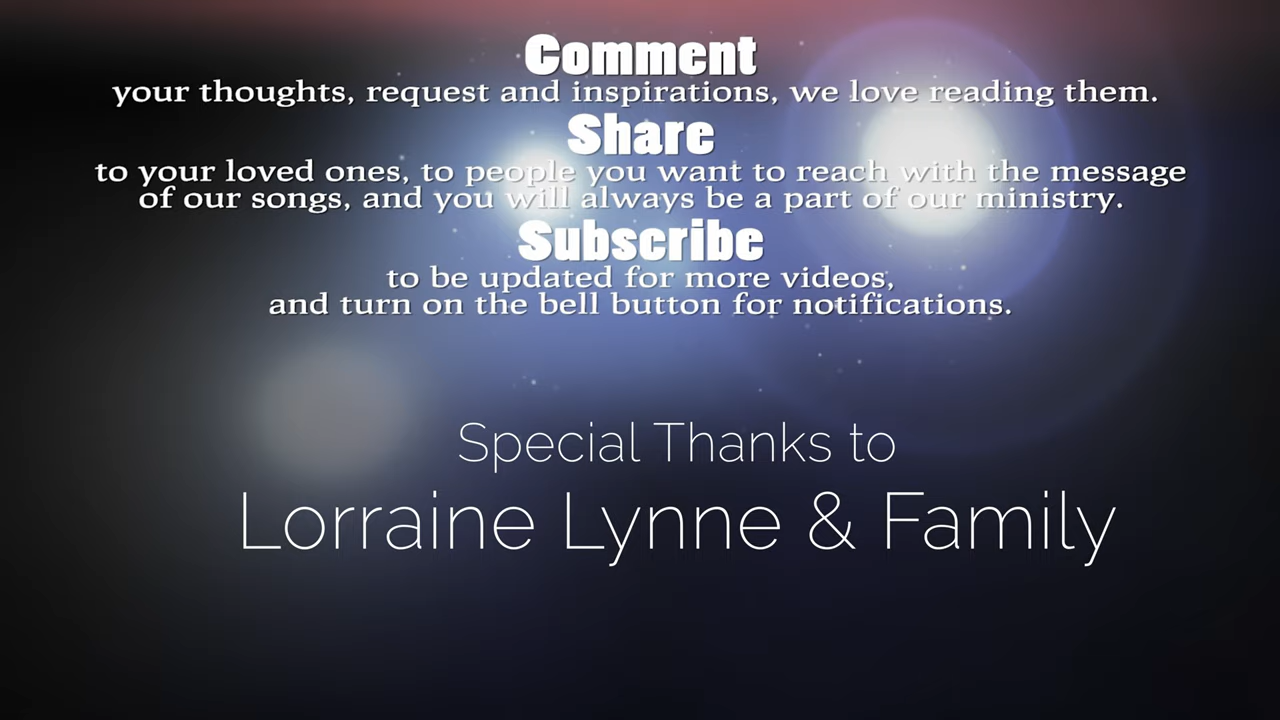 Comment
your thoughts, request and inspirations, we love reading them.
Share
to your loved ones, to people you want to reach with the message
of our songs, and you will always be a part of our ministry.
Subscribe
to be updated for more videos,
and turn on the bell button for notifications.
Special Thanks to
Lorraine Lynne & Family